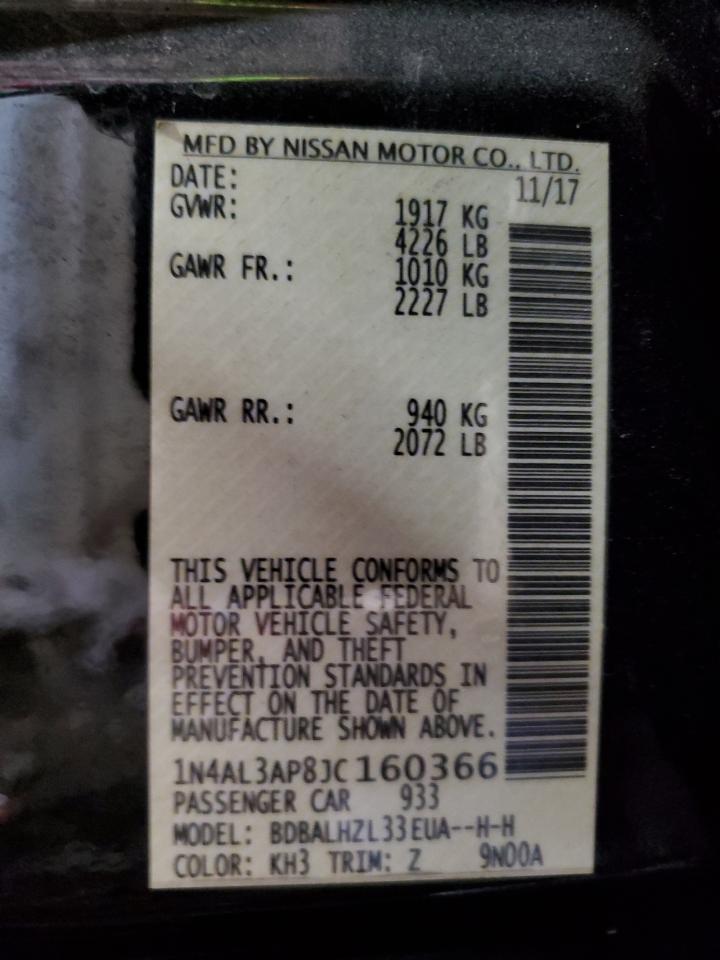 MFD BY NISSAN MOTOR CO., LTD.
DATE: 11/17
GVWR: 1917 KG
4226 LB
GAWR FR.: 1010 KG
2227 LB
GAWR RR.: 940 KG
2072 LB
THIS VEHICLE CONFORMS TO
ALL APPLICABLE FEDERAL
MOTOR VEHICLE SAFETY,
BUMPER, AND THEFT
PREVENTION STANDARDS IN
EFFECT ON THE DATE OF
MANUFACTURE SHOWN ABOVE.
1N4AL3AP8JC160366
PASSENGER CAR 933
MODEL: BDBALHZL33EUA--H-H
COLOR: KH3 TRIM: Z 9N00A